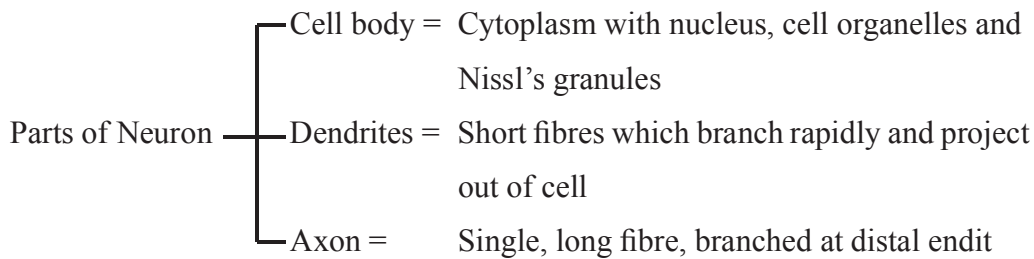 Cell body = Cytoplasm with nucleus, cell organelles and
Nissl’s granules
Parts of Neuron Dendrites = Short fibres which branch rapidly and project
out of cell
Axon = Single, long fibre, branched at distal endit